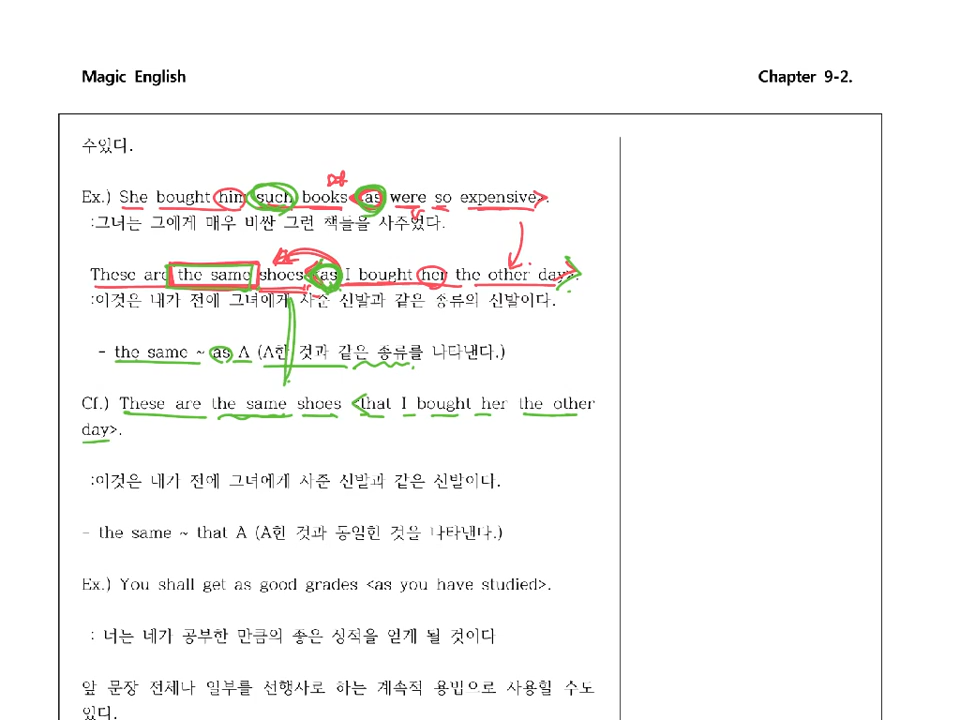 Magic English
Chapter 9-2.
수있다.
Ex.) She bought him such books <as were so expensive>.
:그녀는 그에게 매우 비싼 그런 책들을 사주었다.
These are the same shoes <as I bought her the other day>.
:이것은 내가 전에 그녀에게 사준 신발과 같은 종류의 신발이다.
- the same ~ as A (A한 것과 같은 종류를 나타낸다.)
Cf.) These are the same shoes <that I bought her the other
day>.
:이것은 내가 전에 그녀에게 사준 신발과 같은 신발이다.
- the same ~ that A (A한 것과 동일한 것을 나타낸다.)
Ex.) You shall get as good grades <as you have studied>.
: 너는 네가 공부한 만큼의 좋은 성적을 얻게 될 것이다
앞 문장 전체나 일부를 선행사로 하는 계속적 용법으로 사용할 수도
있다.